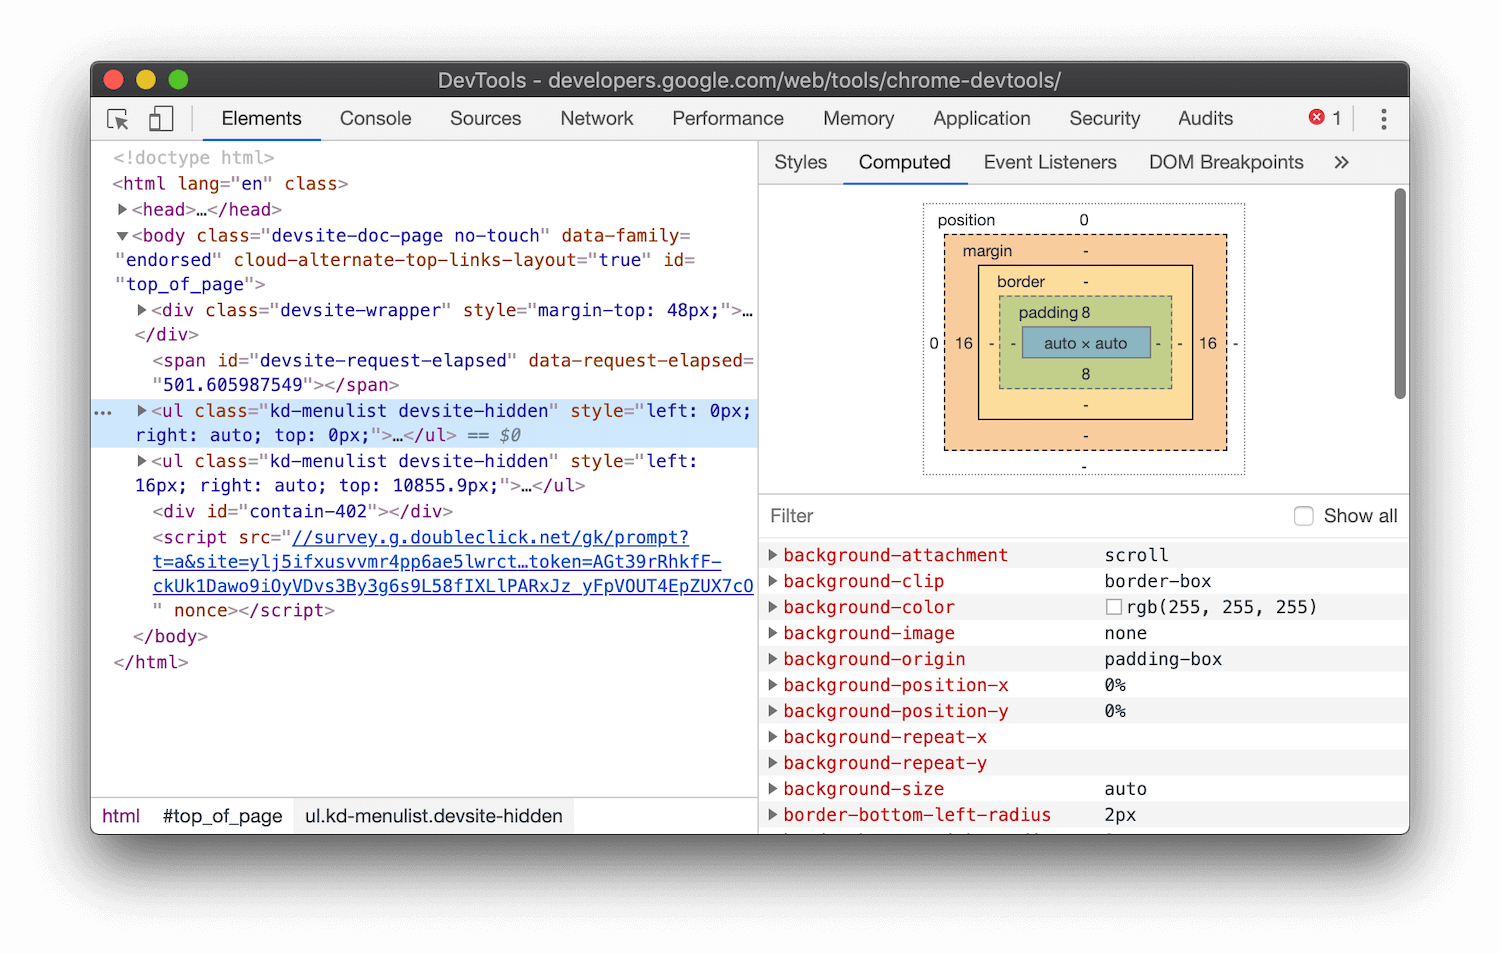 DevTools - developers.google.com/web/tools/chrome-devtools/
Elements Console Sources Network Performance Memory Application Security Audits 1
<!doctype html>
<html lang="en" class>
<head>…</head>
<body class="devsite-doc-page no-touch" data-family=
"endorsed" cloud-alternate-top-links-layout="true" id=
"top_of_page">
<div class="devsite-wrapper" style="margin-top: 48px;">…
</div>
<span id="devsite-request-elapsed" data-request-elapsed=
"501.605987549"></span>
… <ul class="kd-menulist devsite-hidden" style="left: 0px;
right: auto; top: 0px;">…</ul> == $0
<ul class="kd-menulist devsite-hidden" style="left:
16px; right: auto; top: 10855.9px;">…</ul>
<div id="contain-402"></div>
<script src="//survey.g.doubleclick.net/gk/prompt?
t=a&site=ylj5ifxusvvmr4pp6ae5lwrct…token=AGt39rRhkfF-
ckUk1Dawo9iOyVDvs3By3g6s9L58fIXLlPARxJz_yFpVOUT4EpZUX7cO
" nonce></script>
</body>
</html>
html #top_of_page ul.kd-menulist.devsite-hidden
Styles Computed Event Listeners DOM Breakpoints »
position 0
margin -
border -
padding 8
0 16 - - auto × auto - - 16 -
8
-
-
-
Filter Show all
background-attachment scroll
background-clip border-box
background-color rgb(255, 255, 255)
background-image none
background-origin padding-box
background-position-x 0%
background-position-y 0%
background-repeat-x
background-repeat-y
background-size auto
border-bottom-left-radius 2px